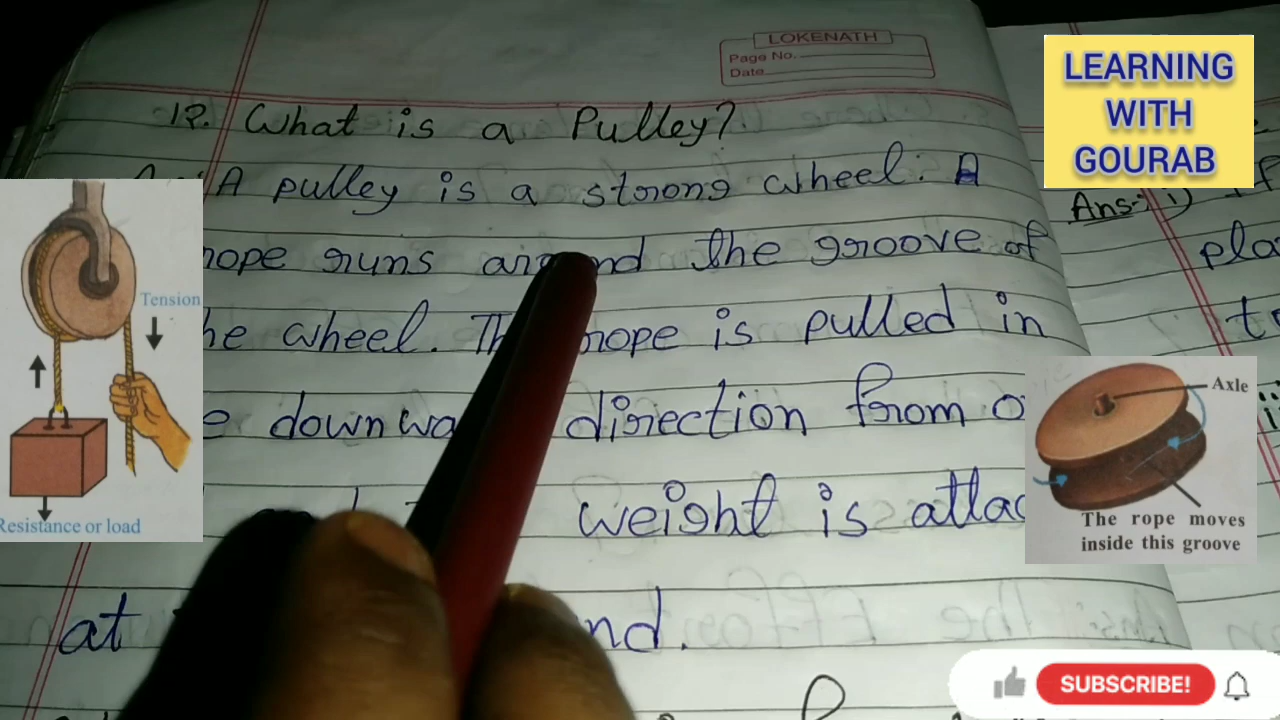 LOKENATH
Page No.
Date
LEARNING
WITH
GOURAB
12. What is a Pulley?
A pulley is a strong wheel. A
rope runs around the groove of
he wheel. The rope is pulled in
downwa direction from
weight is attac
at nd.
Ans:- i) If
pla
Tension
Resistance or load
Axle
The rope moves
inside this groove
SUBSCRIBE!